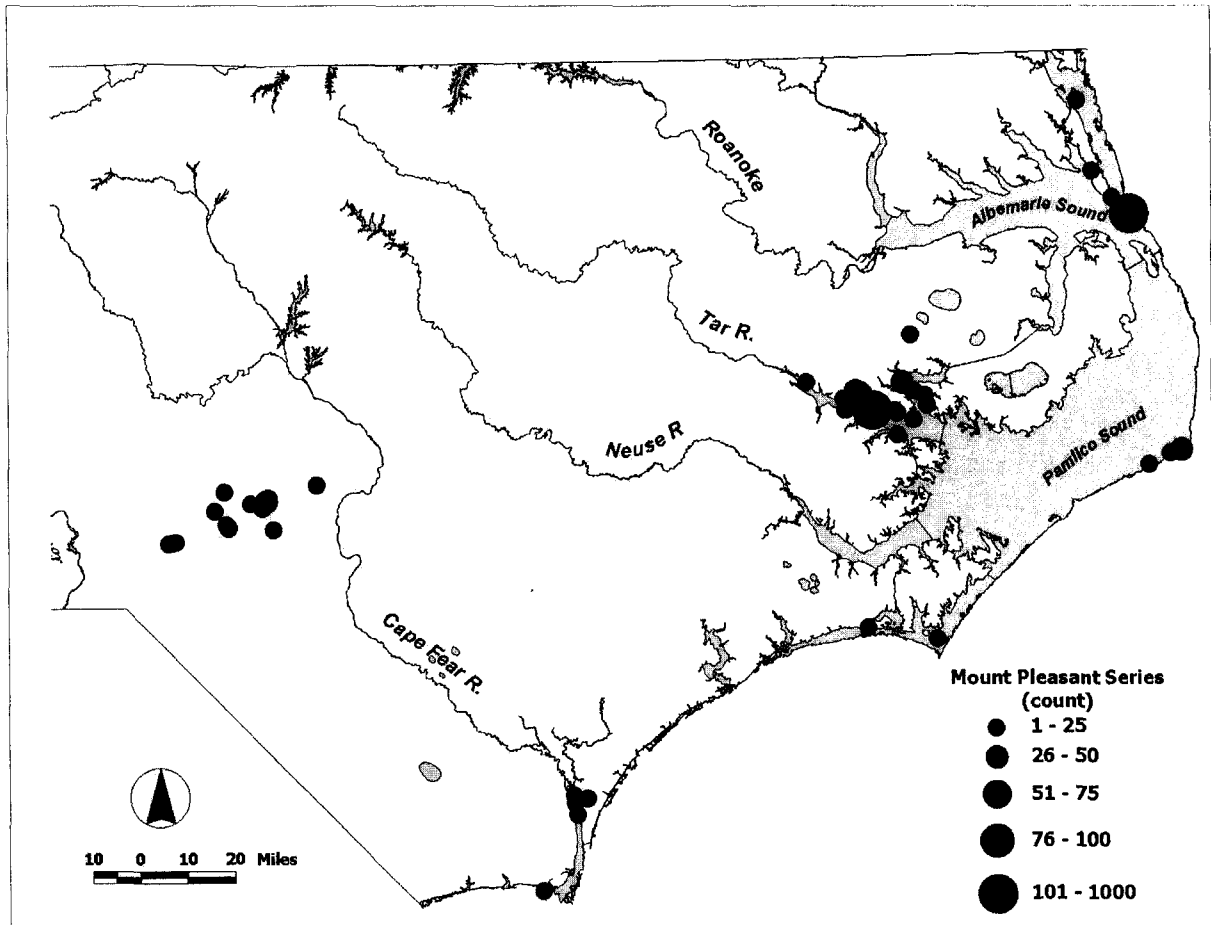 Roanoke
Albemarle Sound
Tar R.
Pamlico Sound
Neuse R
Cape Fear R.
Mount Pleasant Series
(count)
1 - 25
26 - 50
51 - 75
76 - 100
101 - 1000
10 0 10 20 Miles